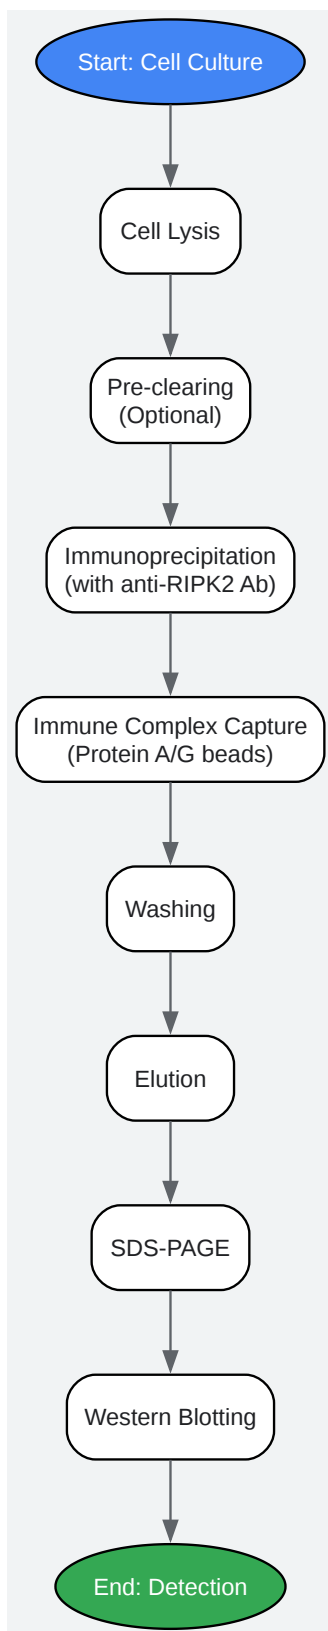 Start: Cell Culture
Cell Lysis
Pre-clearing
(Optional)
Immunoprecipitation
(with anti-RIPK2 Ab)
Immune Complex Capture
(Protein A/G beads)
Washing
Elution
SDS-PAGE
Western Blotting
End: Detection